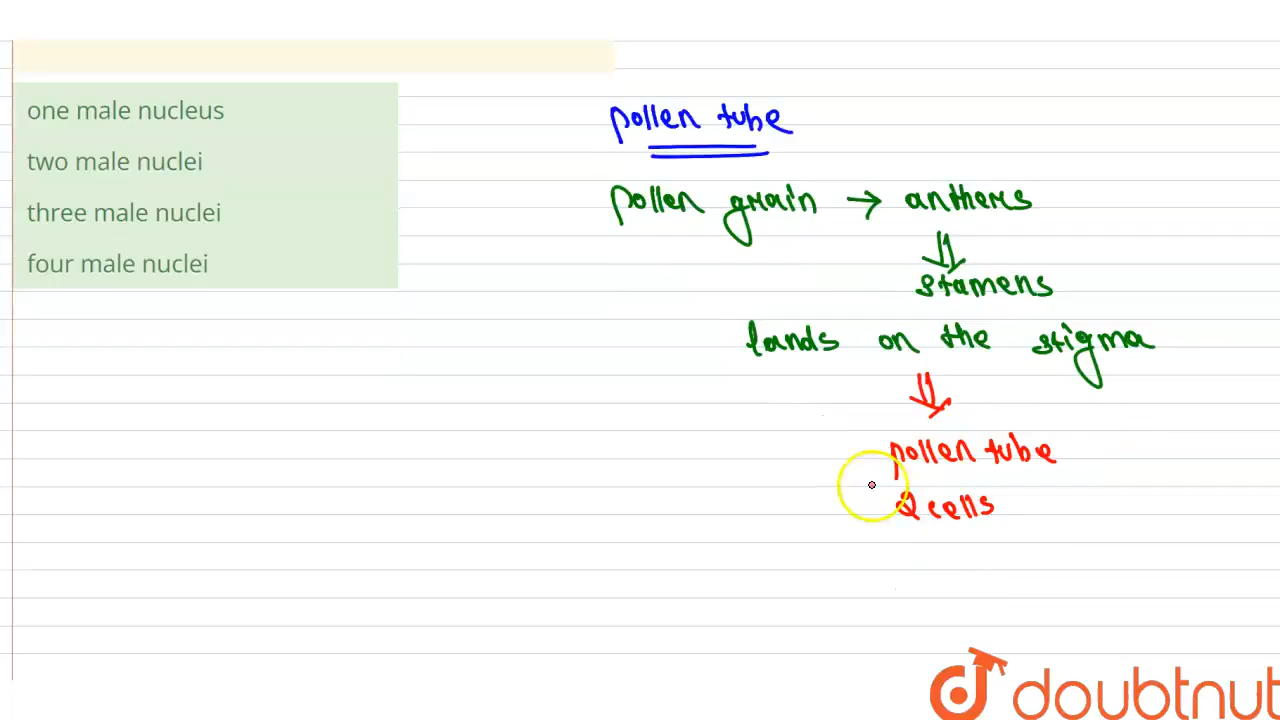 one male nucleus
two male nuclei
three male nuclei
four male nuclei
pollen tube
pollen grain → anthers
⇓
stamens
lands on the stigma
⇓
pollen tube
2 cells
doubtnut